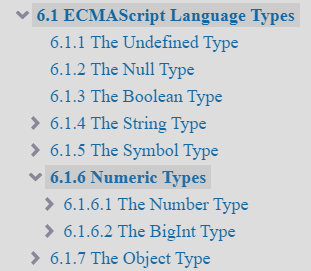 6.1 ECMAScript Language Types
6.1.1 The Undefined Type
6.1.2 The Null Type
6.1.3 The Boolean Type
6.1.4 The String Type
6.1.5 The Symbol Type
6.1.6 Numeric Types
6.1.6.1 The Number Type
6.1.6.2 The BigInt Type
6.1.7 The Object Type